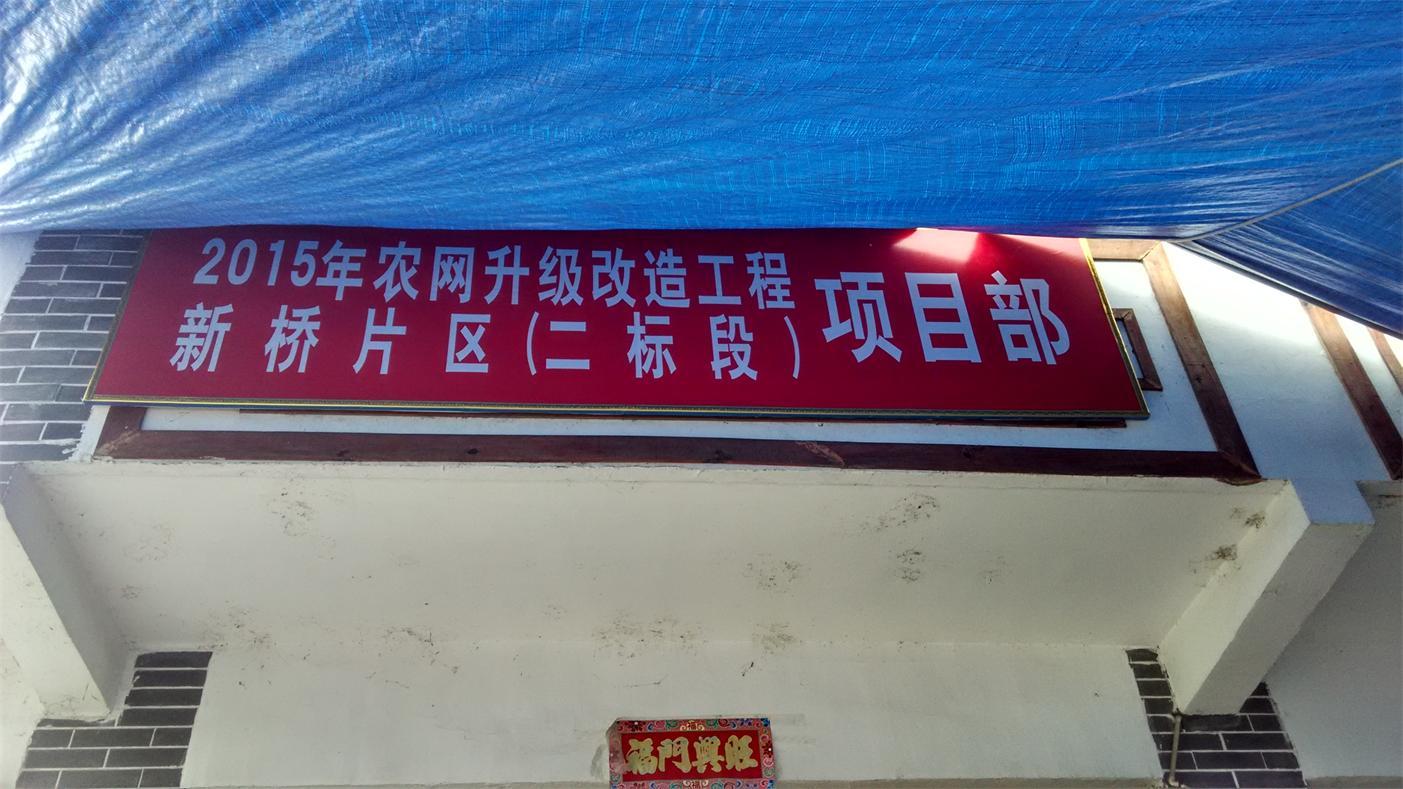 2015年农网升级改造工程
新桥片区(二标段)
项目部
福門興旺